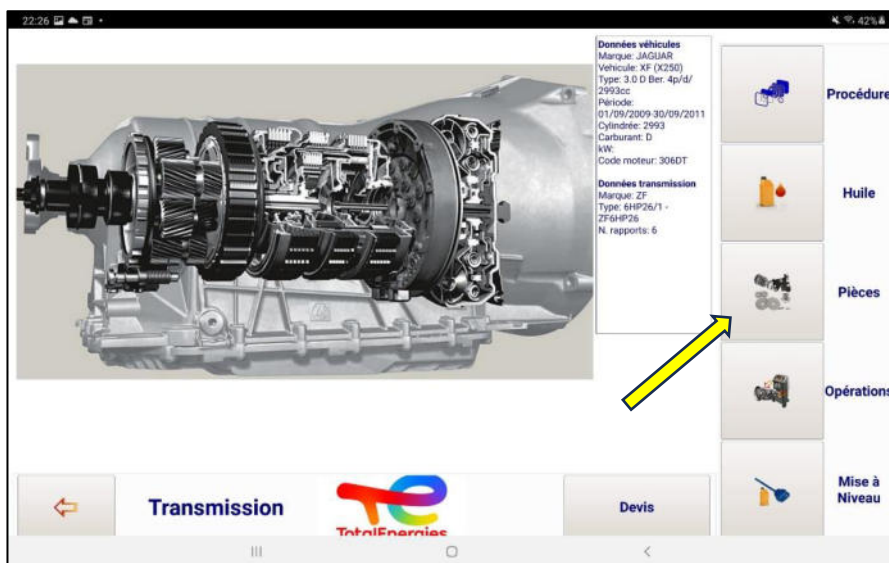 22:26
42%
Données véhicules
Marque: JAGUAR
Vehicule: XF (X250)
Type: 3.0 D Ber. 4p/d/
2993cc
Période:
01/09/2009-30/09/2011
Cylindrée: 2993
Carburant: D
kW:
Code moteur: 306DT
Données transmission
Marque: ZF
Type: 6HP26/1 -
ZF6HP26
N. rapports: 6
Procédure
Huile
Pièces
Opérations
Mise à
Niveau
Transmission
TotalEnergies
Devis